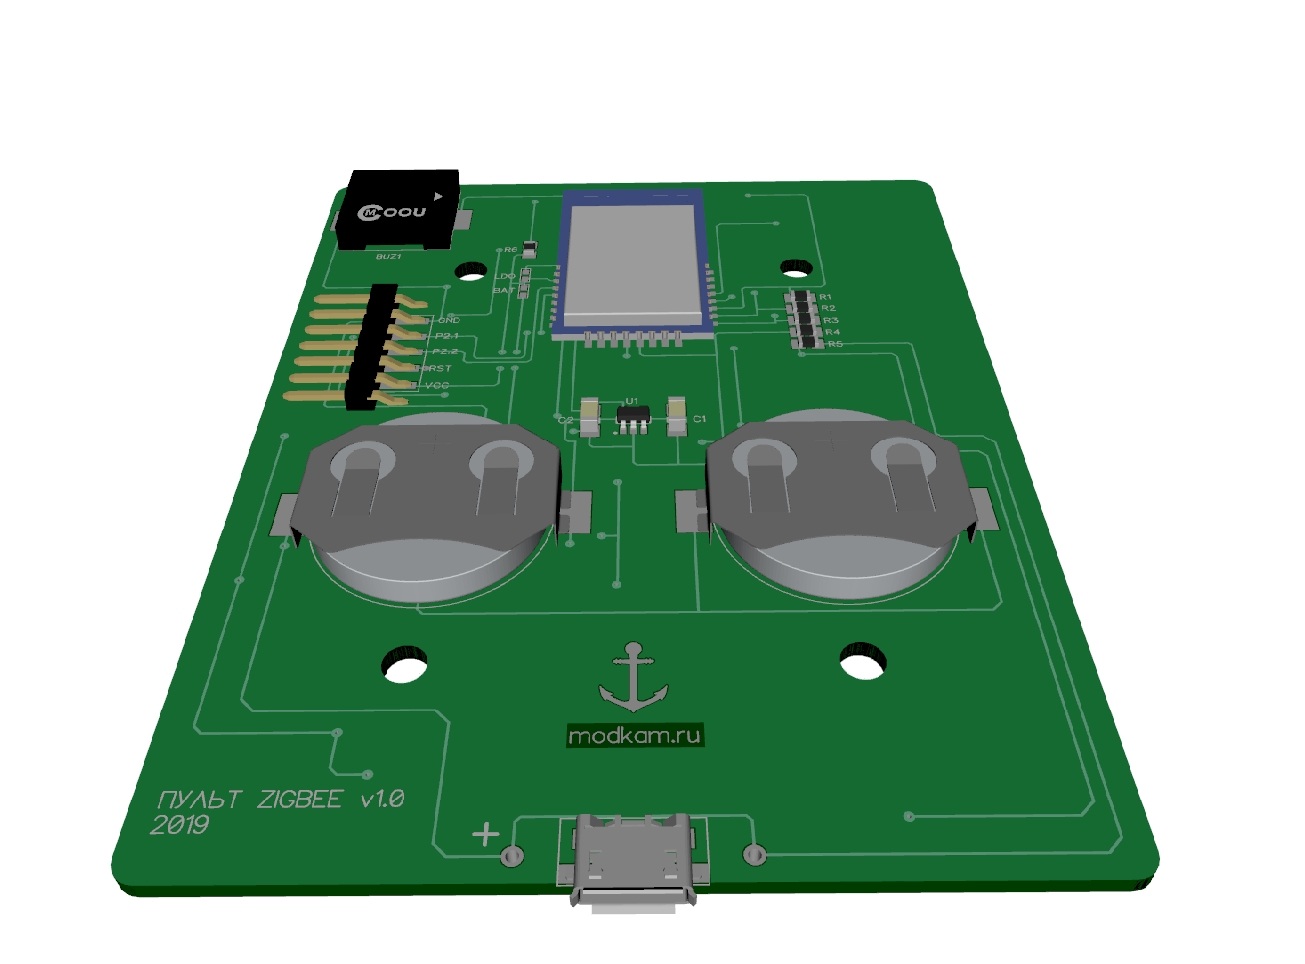 MCOOU
BUZ1
R6
LDO
BAT
GND
P2.1
P2.2
RST
VCC
R1
R2
R3
R4
R5
U1
C2
C1
modkam.ru
ПУЛЬТ ZIGBEE v1.0
2019
+